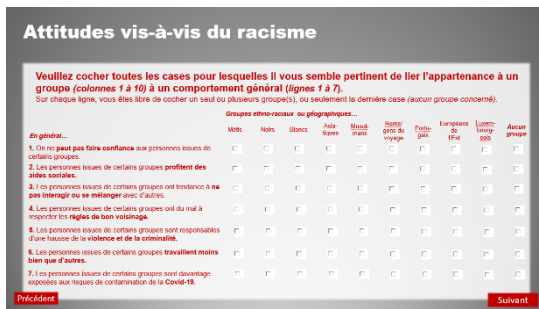 Attitudes vis-à-vis du racisme
Veuillez cocher toutes les cases pour lesquelles il vous semble pertinent de lier l'appartenance à un
groupe (colonnes 1 à 10) à un comportement général (lignes 1 à 7).
Sur chaque ligne, vous êtes libre de cocher un seul ou plusieurs groupe(s), ou seulement la dernière case (aucun groupe concerné).
Groupes ethno-raciaux ou géographiques…
En général…
Métis
Noirs
Blancs
Asia-
tiques
Musul-
mans
Roms/
gens du
voyage
Portu-
gais
Européens
de
l'Est
Luxem-
bourg-
eois
Aucun
groupe
1. On ne peut pas faire confiance aux personnes issues de
certains groupes.
2. Les personnes issues de certains groupes profitent des
aides sociales.
3. Les personnes issues de certains groupes ont tendance à ne
pas interagir ou se mélanger avec d'autres.
4. Les personnes issues de certains groupes ont du mal à
respecter les règles de bon voisinage.
5. Les personnes issues de certains groupes sont responsables
d'une hausse de la violence et de la criminalité.
6. Les personnes issues de certains groupes travaillent moins
bien que d'autres.
7. Les personnes issues de certains groupes sont davantage
exposées aux risques de contamination de la Covid-19.
Précédent
Suivant